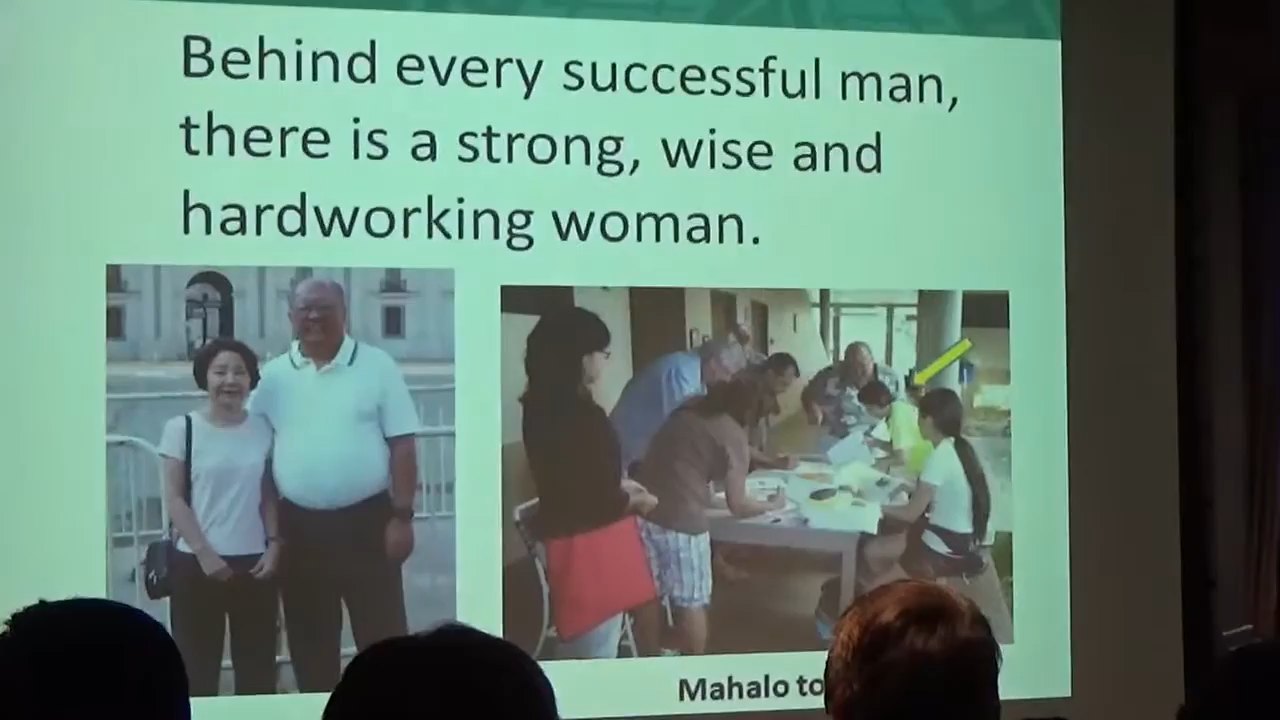 Behind every successful man,
there is a strong, wise and
hardworking woman.
Mahalo to